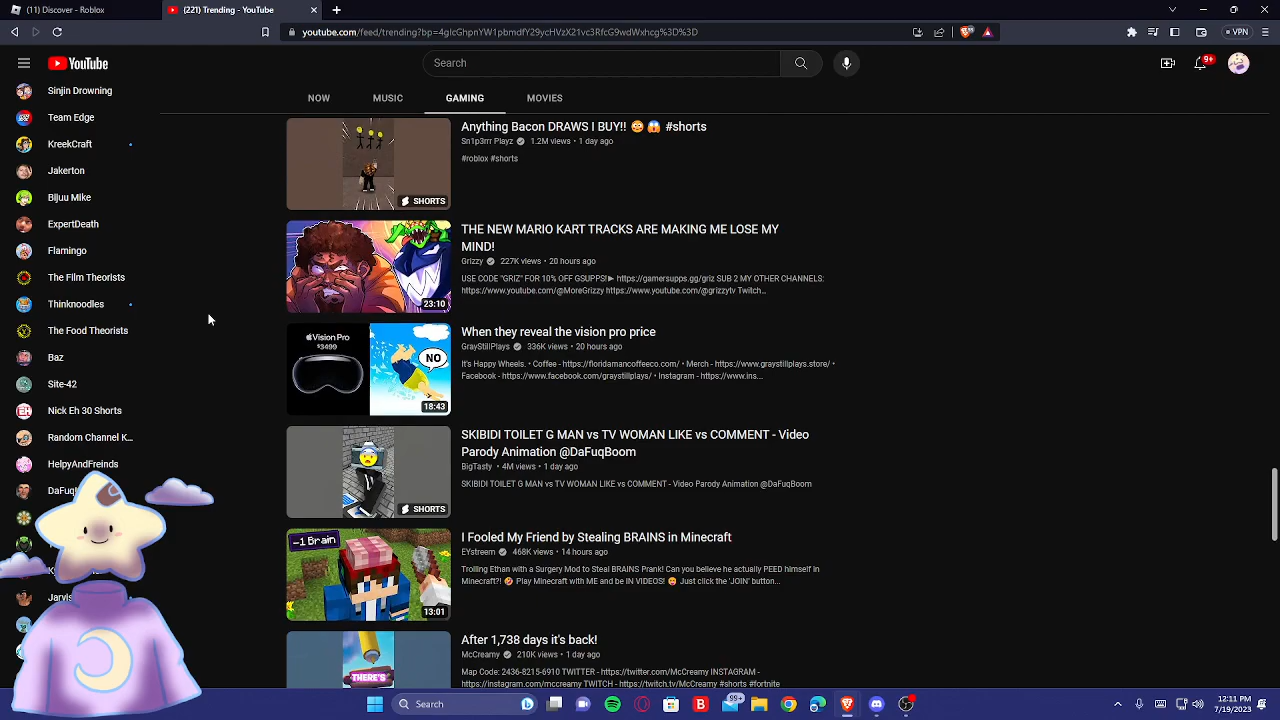 (11) Discover - Roblox
(221) Trending - YouTube
youtube.com/feed/trending?bp=4gIcGhpnYW1pbmdfY29ycHVzX21vc3RfcG9wdWxhcg%3D%3D
VPN
YouTube
Search
9+
NOW
MUSIC
GAMING
MOVIES
Sinjin Drowning
Team Edge
KreekCraft
Jakerton
Bijuu Mike
ExpertDeath
Flamingo
The Film Theorists
Thinknoodles
The Food Theorists
Baz
Site-42
Nick Eh 30 Shorts
Random Channel K...
HelpyAndFreinds
Anything Bacon DRAWS I BUY!! 😳 😱 #shorts
Sn1p3rrr Playz 1.2M views • 1 day ago
#roblox #shorts
SHORTS
THE NEW MARIO KART TRACKS ARE MAKING ME LOSE MY
MIND!
Grizzy 227K views • 20 hours ago
USE CODE "GRIZ" FOR 10% OFF GSUPPS!► https://gamersupps.gg/griz SUB 2 MY OTHER CHANNELS:
https://www.youtube.com/@MoreGrizzy https://www.youtube.com/@grizzytv Twitch...
23:10
When they reveal the vision pro price
GrayStillPlays 336K views • 20 hours ago
It's Happy Wheels. • Coffee - https://floridamancoffeeco.com/ • Merch - https://www.graystillplays.store/ •
Facebook - https://www.facebook.com/graystillplays/ • Instagram - https://www.ins...
Vision Pro
$3499
NO
18:43
SKIBIDI TOILET G MAN vs TV WOMAN LIKE vs COMMENT - Video
Parody Animation @DaFuqBoom
BigTasty • 4M views • 1 day ago
SKIBIDI TOILET G MAN vs TV WOMAN LIKE vs COMMENT - Video Parody Animation @DaFuqBoom
SHORTS
I Fooled My Friend by Stealing BRAINS in Minecraft
EYstreem 468K views • 14 hours ago
Trolling Ethan with a Surgery Mod to Steal BRAINS Prank! Can you believe he actually PEED himself in
Minecraft?! 🤣 Play Minecraft with ME and be IN VIDEOS! 😍 Just click the 'JOIN' button...
-1 Brain
13:01
After 1,738 days it's back!
McCreamy 210K views • 1 day ago
Map Code: 2436-8215-6910 TWITTER - https://twitter.com/McCreamy INSTAGRAM -
https://instagram.com/mccreamy TWITCH - https://twitch.tv/McCreamy #shorts #fortnite
THERE'S
Search
99+
12:11 PM
7/19/2023